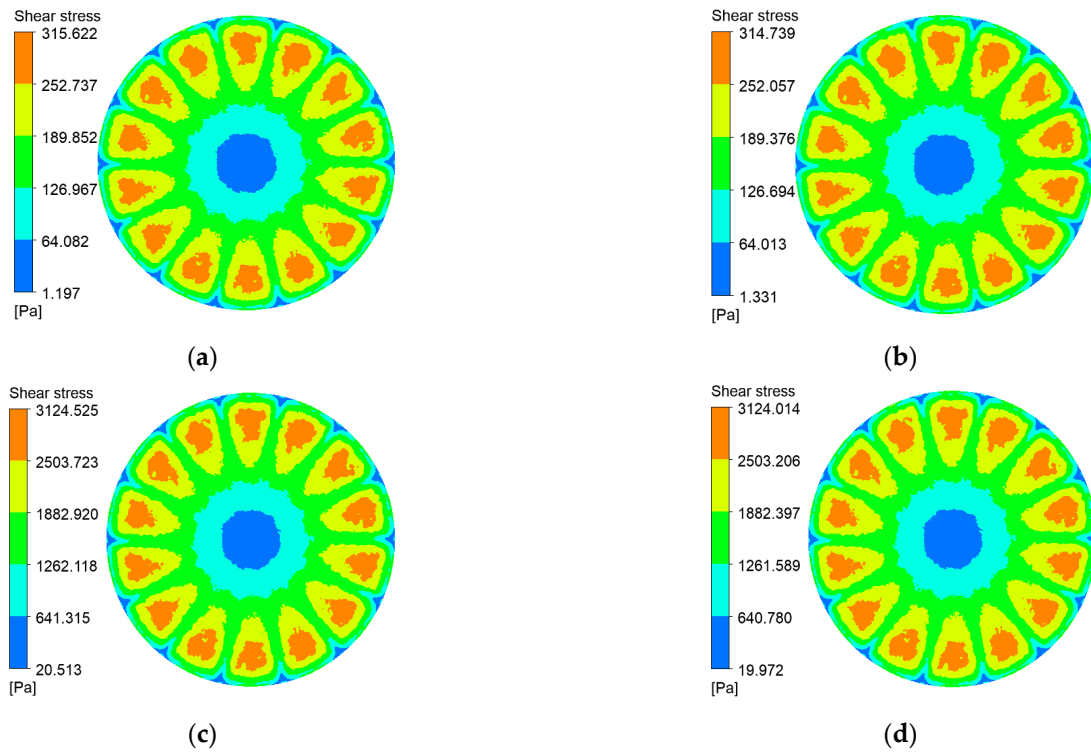 Shear stress
315.622
252.737
189.852
126.967
64.082
1.197
[Pa]
(a)
Shear stress
314.739
252.057
189.376
126.694
64.013
1.331
[Pa]
(b)
Shear stress
3124.525
2503.723
1882.920
1262.118
641.315
20.513
[Pa]
(c)
Shear stress
3124.014
2503.206
1882.397
1261.589
640.780
19.972
[Pa]
(d)